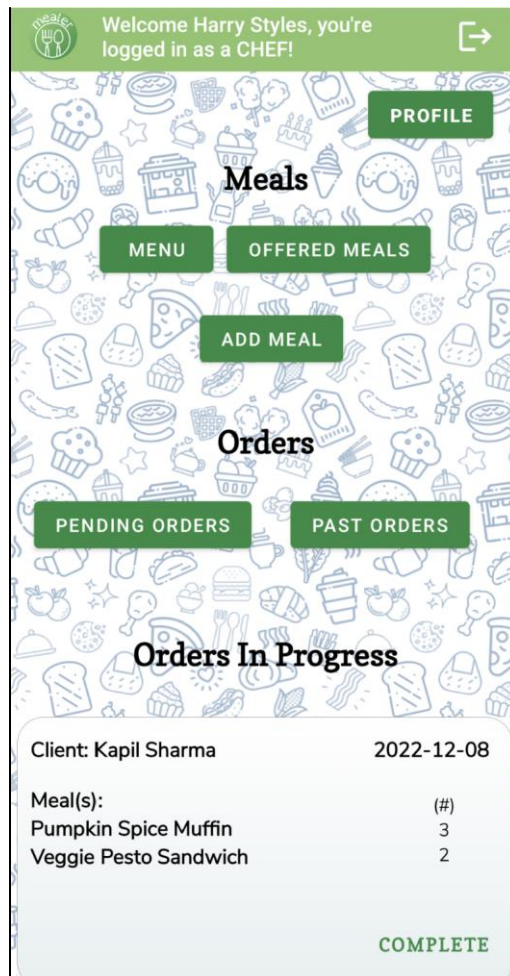 mealer
Welcome Harry Styles, you're
logged in as a CHEF!
PROFILE
Meals
MENU
OFFERED MEALS
ADD MEAL
Orders
PENDING ORDERS
PAST ORDERS
Orders In Progress
Client: Kapil Sharma 2022-12-08
Meal(s): (#)
Pumpkin Spice Muffin 3
Veggie Pesto Sandwich 2
COMPLETE